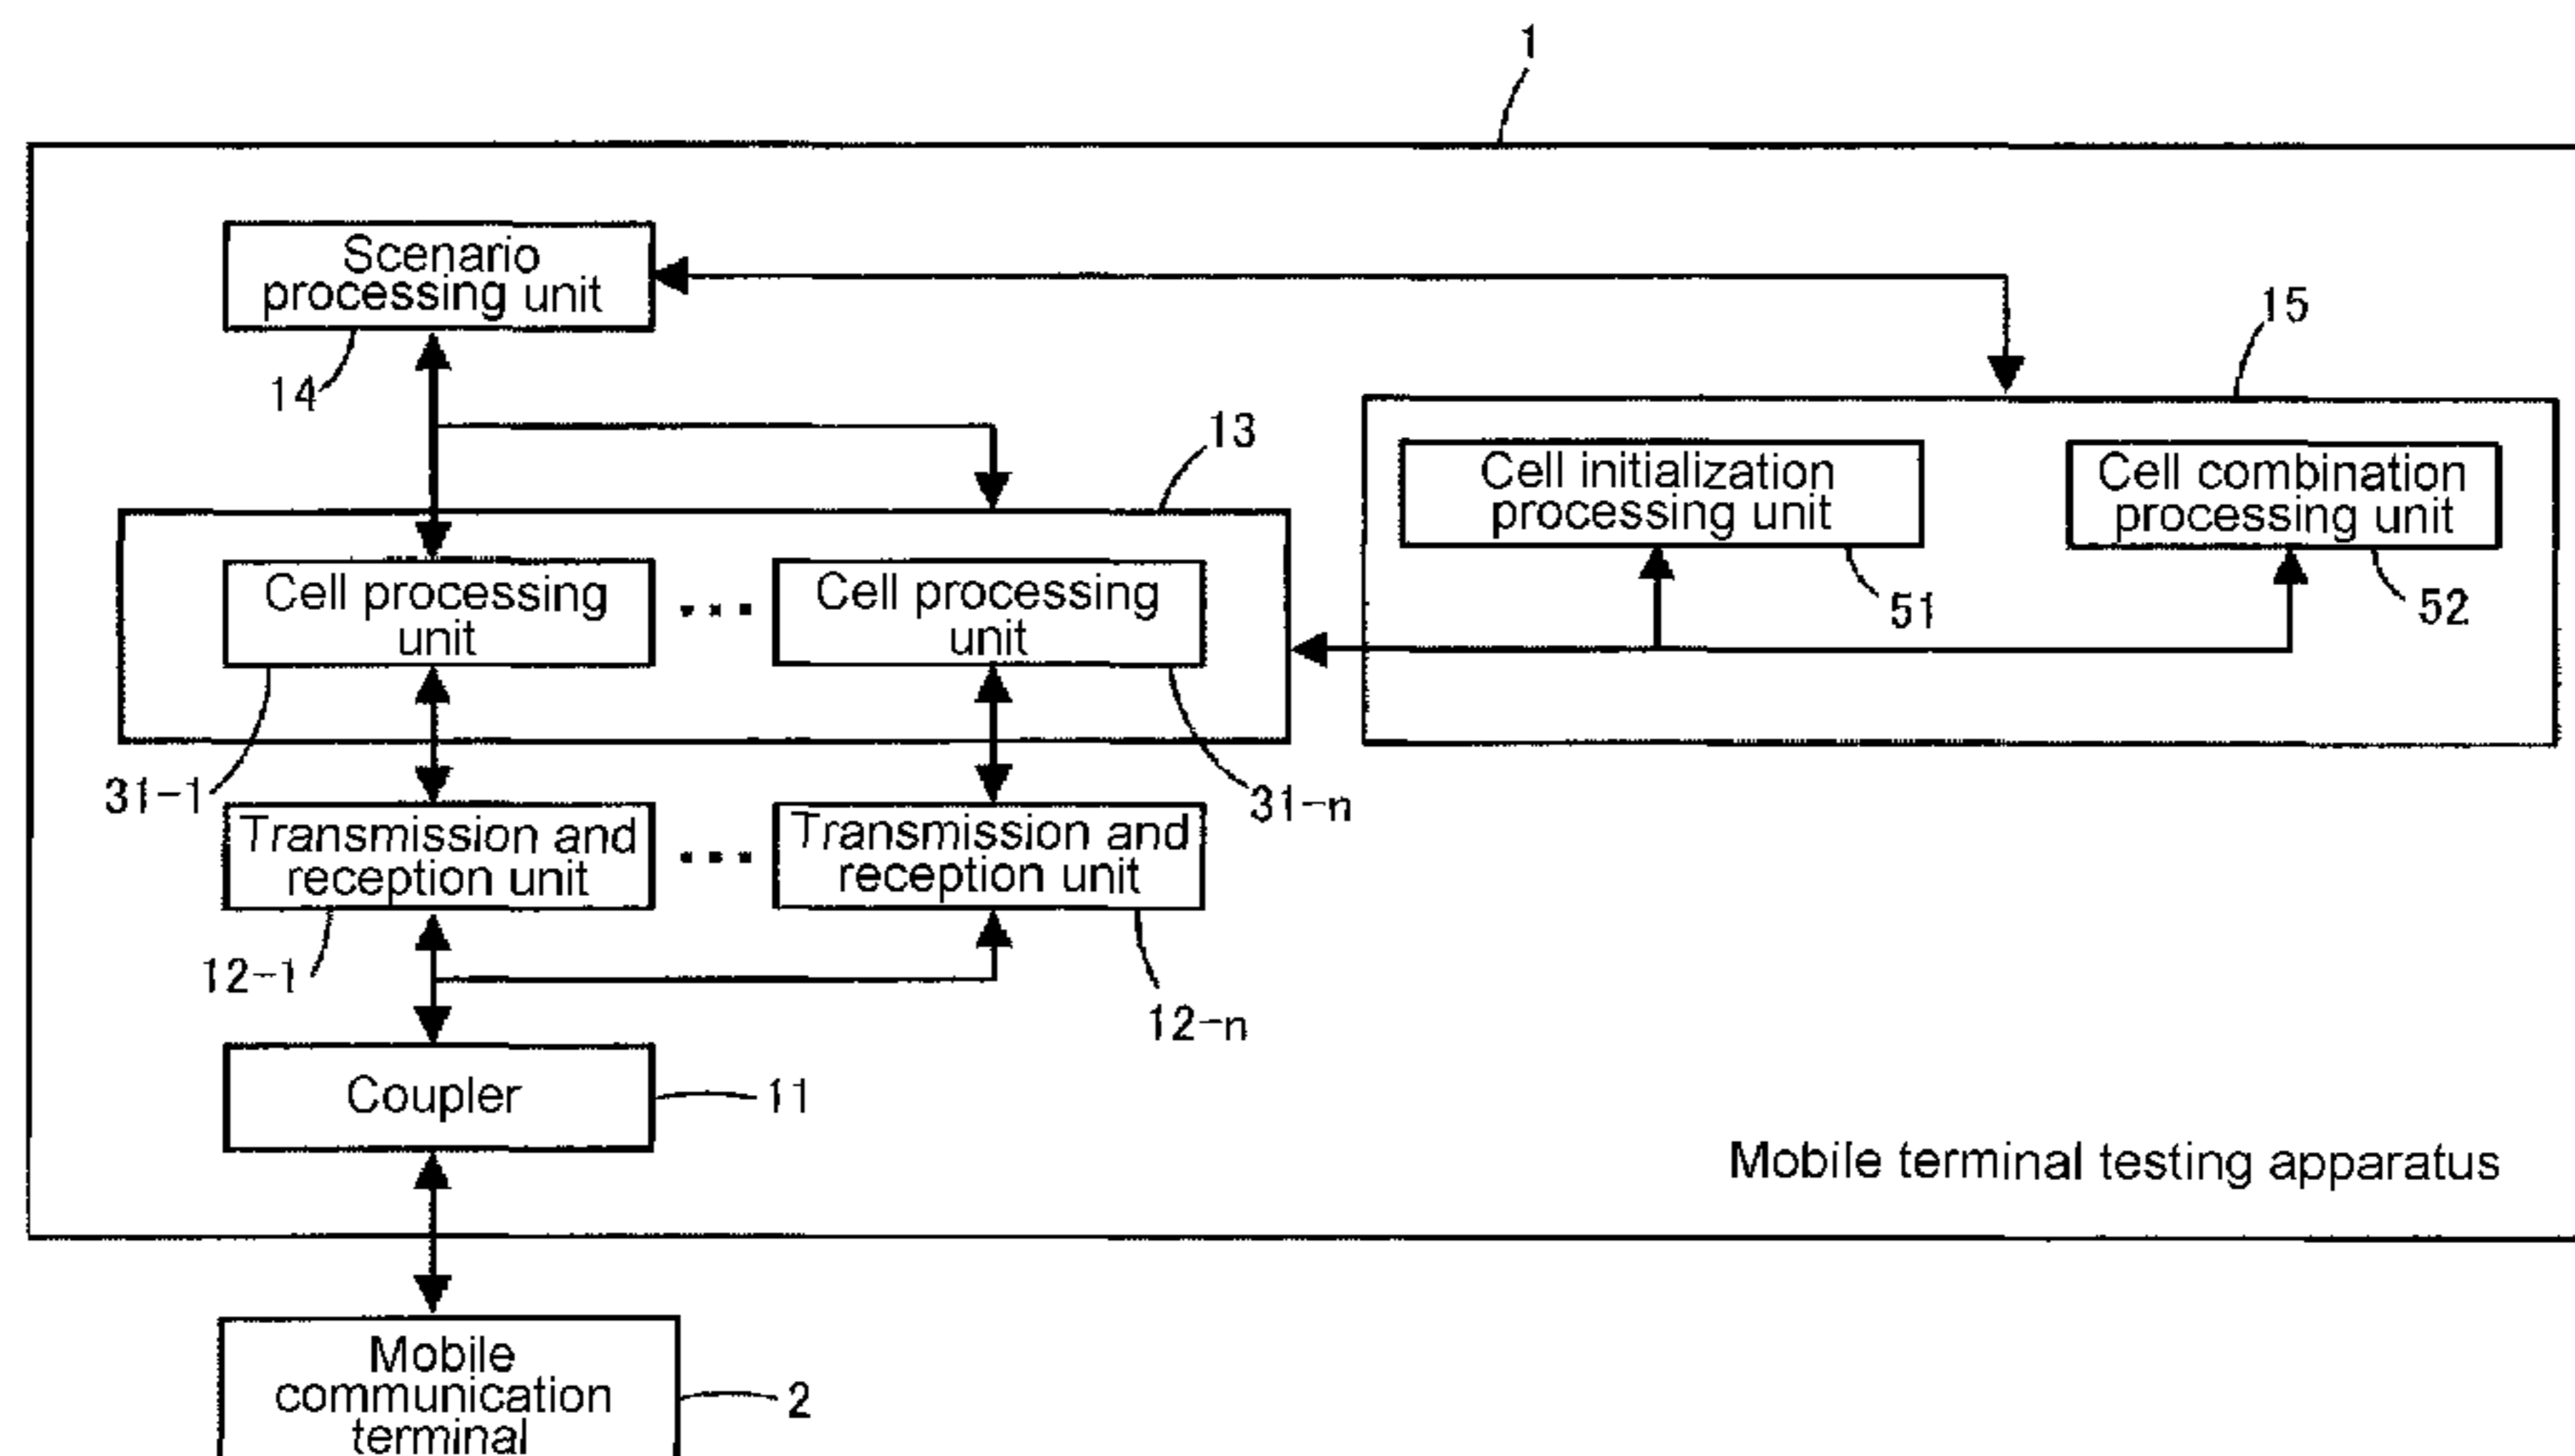 1
Scenario
processing unit
14
15
13
Cell initialization
processing unit
51
Cell combination
processing unit
52
Cell processing
unit
...
Cell processing
unit
31-1
31-n
Transmission and
reception unit
...
Transmission and
reception unit
12-1
12-n
Coupler
11
Mobile terminal testing apparatus
Mobile
communication
terminal
2